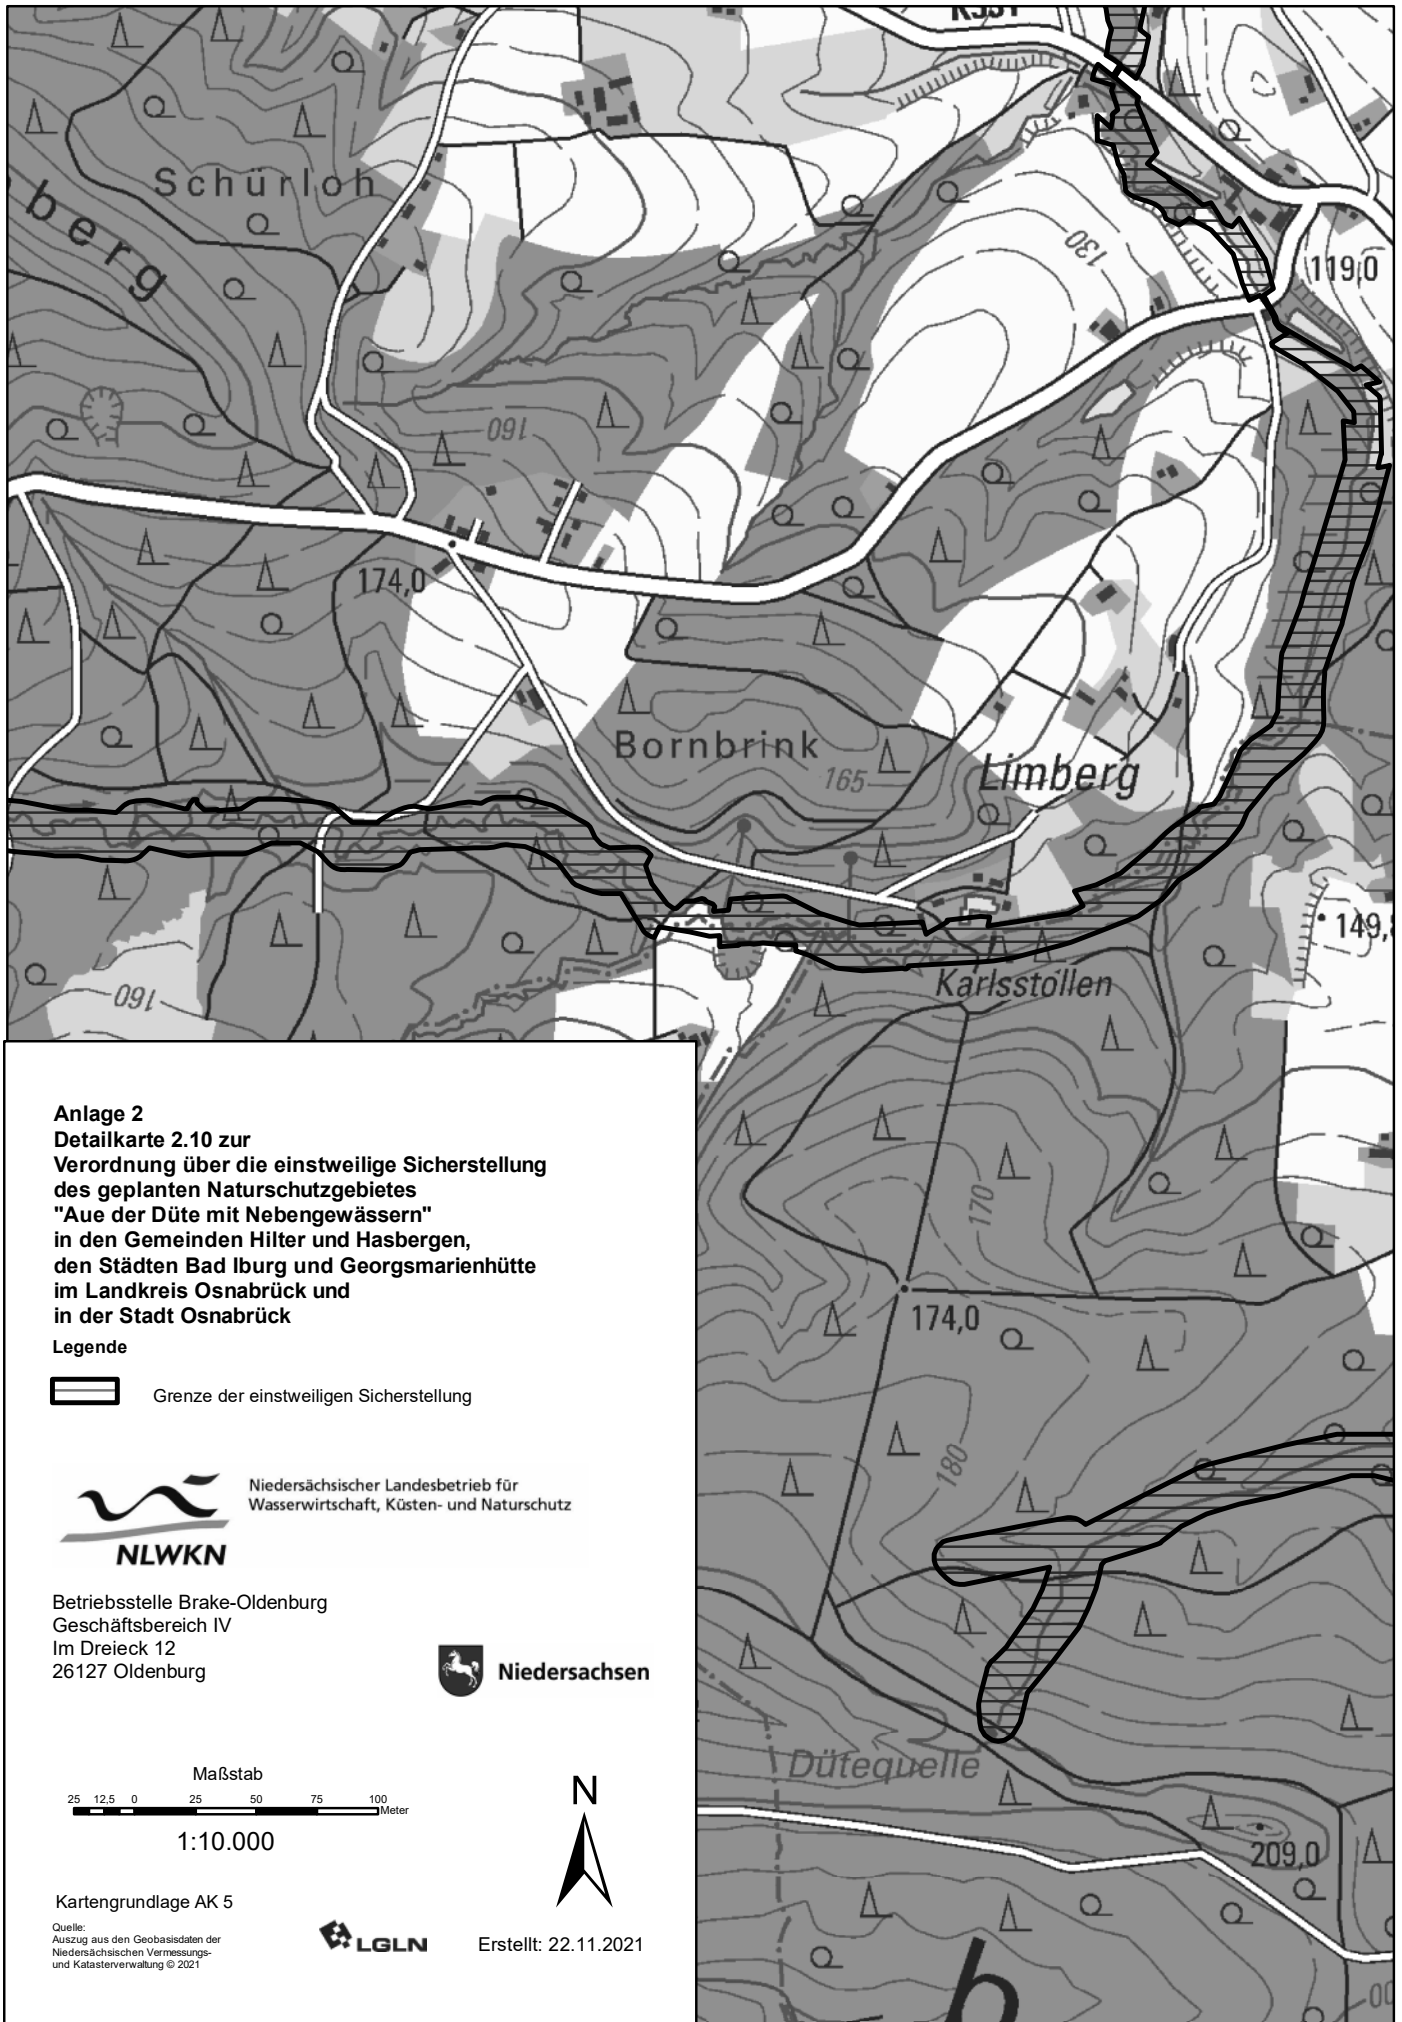 Schürloh
berg
130
119,0
160
174,0
Bornbrink
165
Limberg
149,8
160
Karlsstollen
170
174,0
180
Dütequelle
209,0
b
Anlage 2
Detailkarte 2.10 zur
Verordnung über die einstweilige Sicherstellung
des geplanten Naturschutzgebietes
"Aue der Düte mit Nebengewässern"
in den Gemeinden Hilter und Hasbergen,
den Städten Bad Iburg und Georgsmarienhütte
im Landkreis Osnabrück und
in der Stadt Osnabrück
Legende
Grenze der einstweiligen Sicherstellung
Niedersächsischer Landesbetrieb für
Wasserwirtschaft, Küsten- und Naturschutz
NLWKN
Betriebsstelle Brake-Oldenburg
Geschäftsbereich IV
Im Dreieck 12
26127 Oldenburg
Niedersachsen
Maßstab
25 12,5 0 25 50 75 100
Meter
1:10.000
N
Kartengrundlage AK 5
Quelle:
Auszug aus den Geobasisdaten der
Niedersächsischen Vermessungs-
und Katasterverwaltung © 2021
LGLN
Erstellt: 22.11.2021